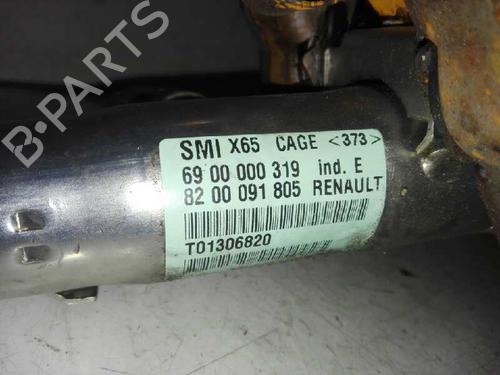 SMI X65 CAGE <373>
69 00 000 319 ind. E
82 00 091 805 RENAULT
T01306820
B-PARTS